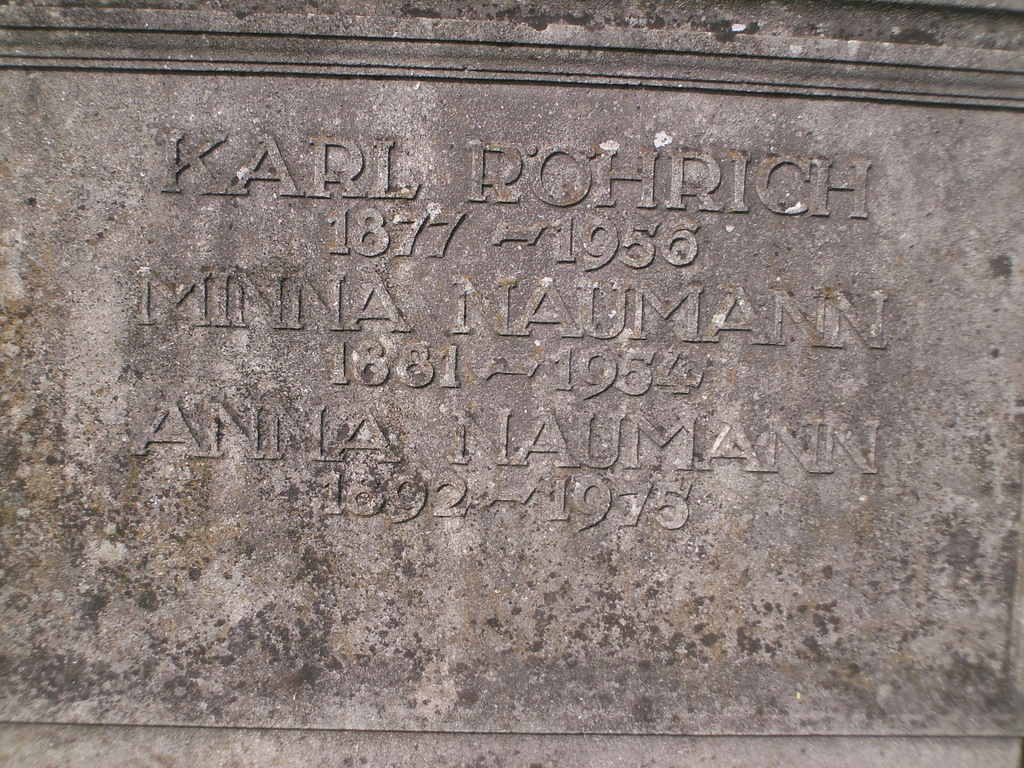 KARL RÖHRICH
1877 ~ 1956
MINNA NAUMANN
1881 ~ 1954
ANNA NAUMANN
1892 ~ 1975